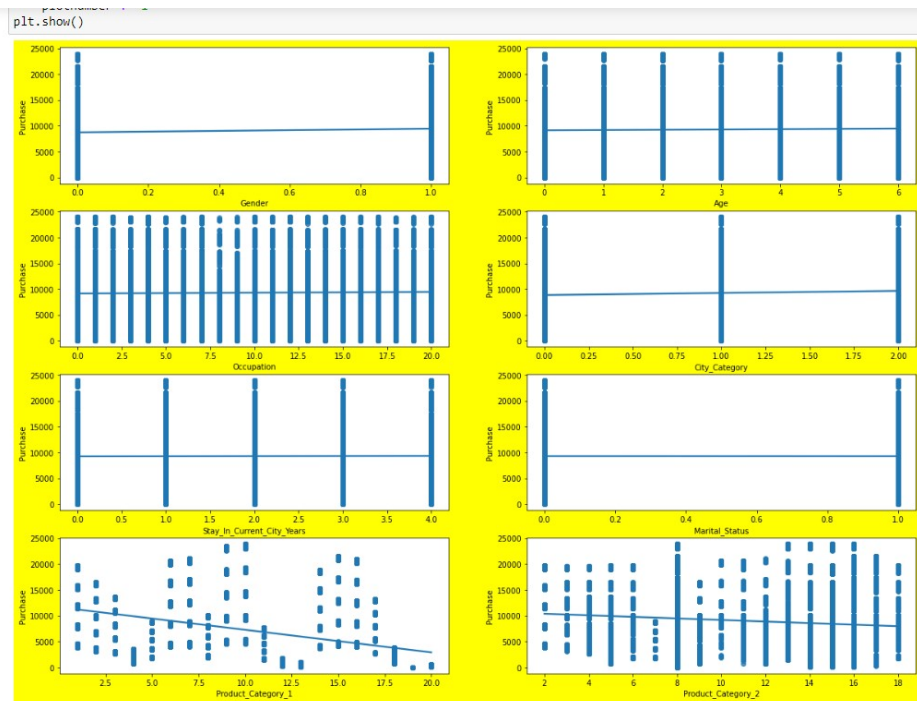 plt.show()
25000
20000
15000
10000
5000
0
Purchase
0.0 0.2 0.4 0.6 0.8 1.0
Gender
25000
20000
15000
10000
5000
0
Purchase
0 1 2 3 4 5 6
Age
25000
20000
15000
10000
5000
0
Purchase
0.0 2.5 5.0 7.5 10.0 12.5 15.0 17.5 20.0
Occupation
25000
20000
15000
10000
5000
0
Purchase
0.00 0.25 0.50 0.75 1.00 1.25 1.50 1.75 2.00
City_Category
25000
20000
15000
10000
5000
0
Purchase
0.0 0.5 1.0 1.5 2.0 2.5 3.0 3.5 4.0
Stay_In_Current_City_Years
25000
20000
15000
10000
5000
0
Purchase
0.0 0.2 0.4 0.6 0.8 1.0
Marital_Status
25000
20000
15000
10000
5000
0
Purchase
2.5 5.0 7.5 10.0 12.5 15.0 17.5 20.0
Product_Category_1
25000
20000
15000
10000
5000
0
Purchase
2 4 6 8 10 12 14 16 18
Product_Category_2